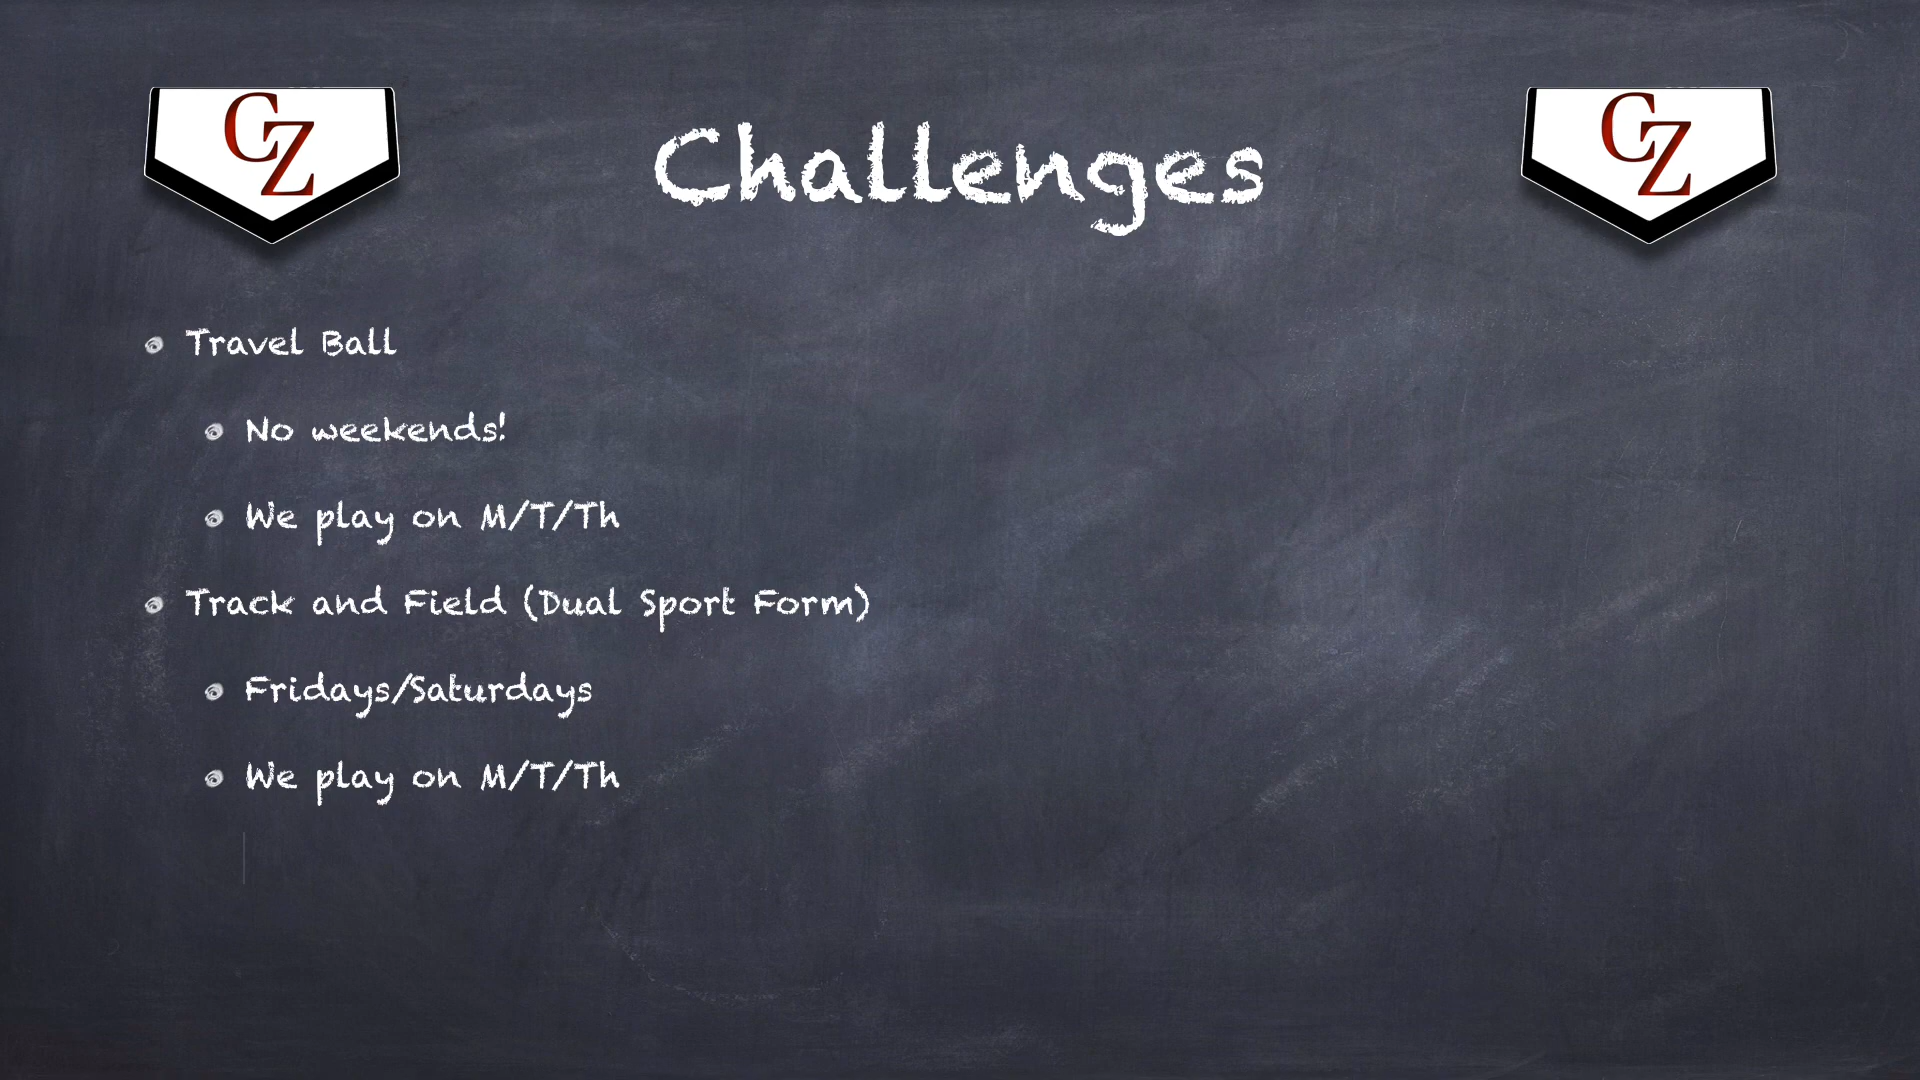 CZ
Challenges
CZ
Travel Ball
No weekends!
We play on M/T/Th
Track and Field (Dual Sport Form)
Fridays/Saturdays
We play on M/T/Th